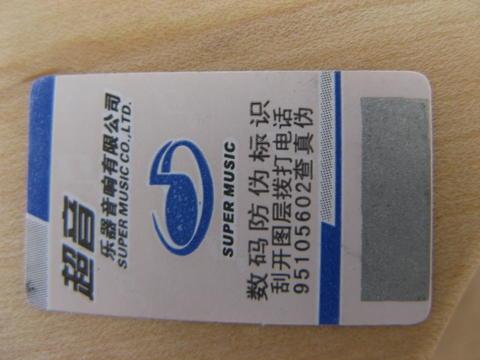 超音
乐器音响有限公司
SUPER MUSIC CO.,LTD.
SUPER MUSIC
数码防伪标识
刮开图层拨打电话
95105602查真伪